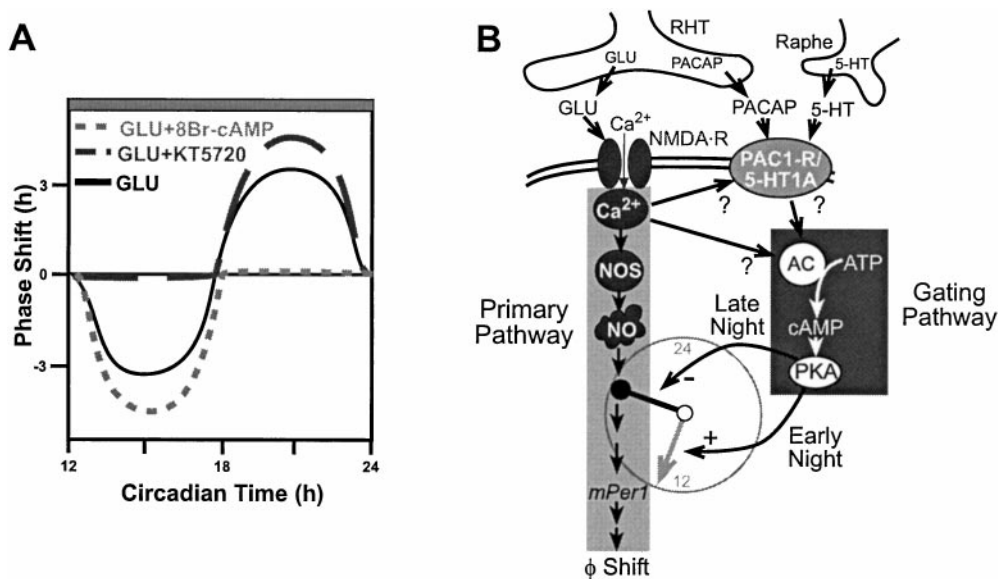 A
GLU+8Br-cAMP
GLU+KT5720
GLU
Phase Shift (h)
3
0
-3
12
18
24
Circadian Time (h)
B
RHT
Raphe
GLU
PACAP
5-HT
GLU
Ca2+
PACAP
5-HT
NMDA·R
PAC1-R/
5-HT1A
Ca2+
?
?
?
NOS
AC
ATP
Primary
Pathway
Late
Night
cAMP
Gating
Pathway
NO
24
PKA
-
+
Early
Night
12
mPer1
ϕ Shift